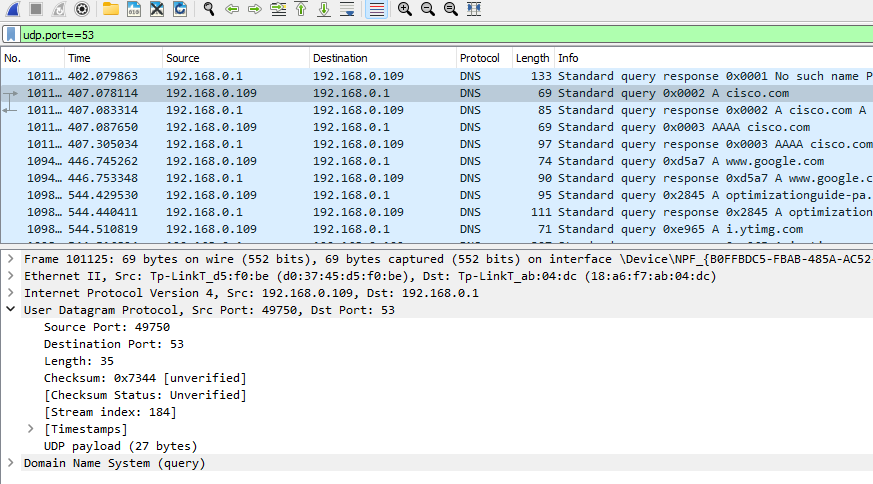 udp.port==53
No. Time Source Destination Protocol Length Info
1011… 402.079863 192.168.0.1 192.168.0.109 DNS 133 Standard query response 0x0001 No such name P
1011… 407.078114 192.168.0.109 192.168.0.1 DNS 69 Standard query 0x0002 A cisco.com
1011… 407.083314 192.168.0.1 192.168.0.109 DNS 85 Standard query response 0x0002 A cisco.com A
1011… 407.087650 192.168.0.109 192.168.0.1 DNS 69 Standard query 0x0003 AAAA cisco.com
1011… 407.305034 192.168.0.1 192.168.0.109 DNS 97 Standard query response 0x0003 AAAA cisco.com
1094… 446.745262 192.168.0.109 192.168.0.1 DNS 74 Standard query 0xd5a7 A www.google.com
1094… 446.753348 192.168.0.1 192.168.0.109 DNS 90 Standard query response 0xd5a7 A www.google.c
1098… 544.429530 192.168.0.109 192.168.0.1 DNS 95 Standard query 0x2845 A optimizationguide-pa.
1098… 544.440411 192.168.0.1 192.168.0.109 DNS 111 Standard query response 0x2845 A optimization
1098… 544.510819 192.168.0.109 192.168.0.1 DNS 71 Standard query 0xe965 A i.ytimg.com
Frame 101125: 69 bytes on wire (552 bits), 69 bytes captured (552 bits) on interface \Device\NPF_{B0FFBDC5-FBAB-485A-AC52-
Ethernet II, Src: Tp-LinkT_d5:f0:be (d0:37:45:d5:f0:be), Dst: Tp-LinkT_ab:04:dc (18:a6:f7:ab:04:dc)
Internet Protocol Version 4, Src: 192.168.0.109, Dst: 192.168.0.1
User Datagram Protocol, Src Port: 49750, Dst Port: 53
Source Port: 49750
Destination Port: 53
Length: 35
Checksum: 0x7344 [unverified]
[Checksum Status: Unverified]
[Stream index: 184]
[Timestamps]
UDP payload (27 bytes)
Domain Name System (query)